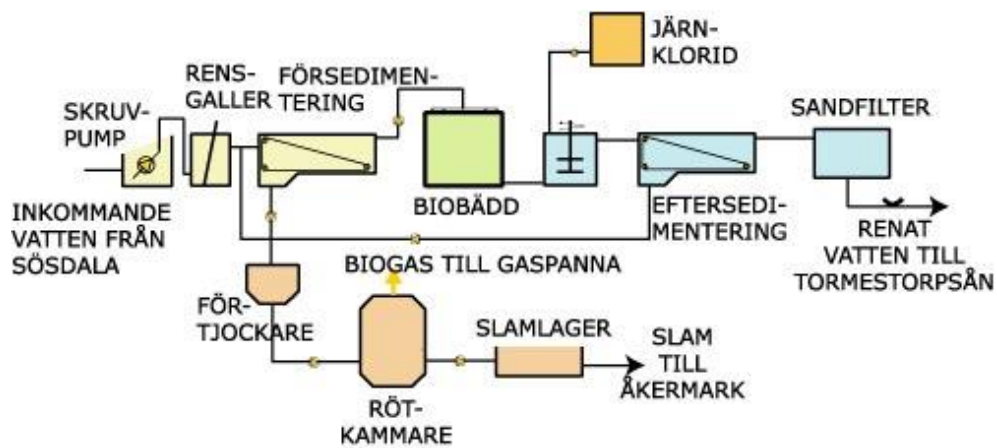 JÄRN-
KLORID
RENS-
GALLER
FÖRSEDIMEN-
TERING
SKRUV-
PUMP
SANDFILTER
INKOMMANDE
VATTEN FRÅN
SÖSDALA
BIOBÄDD
EFTERSEDI-
MENTERING
RENAT
VATTEN TILL
TORMESTORPSÅN
BIOGAS TILL GASPANNA
FÖR-
TJOCKARE
SLAMLAGER
SLAM
TILL
ÅKERMARK
RÖT-
KAMMARE